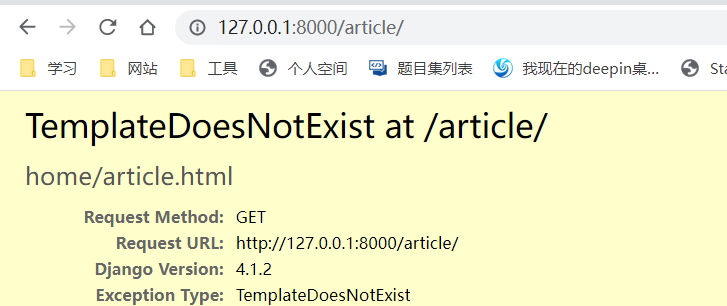 127.0.0.1:8000/article/
学习 网站 工具 个人空间 题目集列表 我现在的deepin桌... Sta
TemplateDoesNotExist at /article/
home/article.html
Request Method: GET
Request URL: http://127.0.0.1:8000/article/
Django Version: 4.1.2
Exception Type: TemplateDoesNotExist